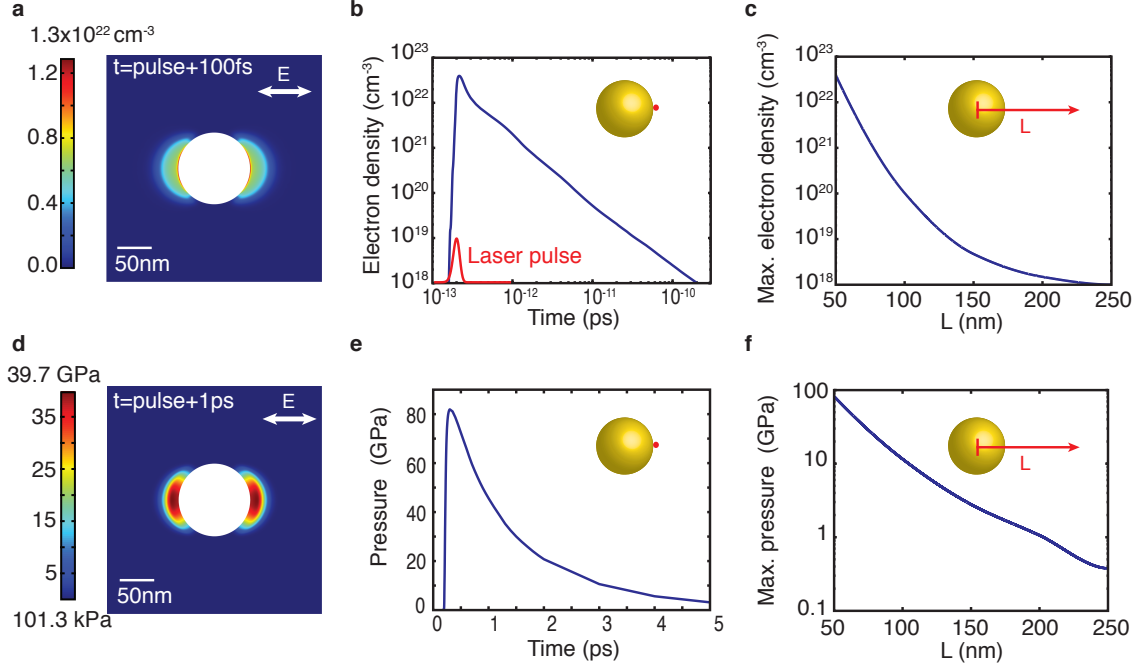 a
1.3x10²² cm⁻³
1.2
0.8
0.4
0.0
t=pulse+100fs
E
50nm
b
Electron density (cm⁻³)
10²³
10²²
10²¹
10²⁰
10¹⁹
10¹⁸
Laser pulse
10⁻¹³
10⁻¹²
10⁻¹¹
10⁻¹⁰
Time (ps)
c
Max. electron density (cm⁻³)
10²³
10²²
10²¹
10²⁰
10¹⁹
10¹⁸
L
50
100
150
200
250
L (nm)
d
39.7 GPa
35
25
15
5
101.3 kPa
t=pulse+1ps
E
50nm
e
Pressure (GPa)
80
60
40
20
0
0
1
2
3
4
5
Time (ps)
f
Max. pressure (GPa)
100
10
1
0.1
L
50
100
150
200
250
L (nm)